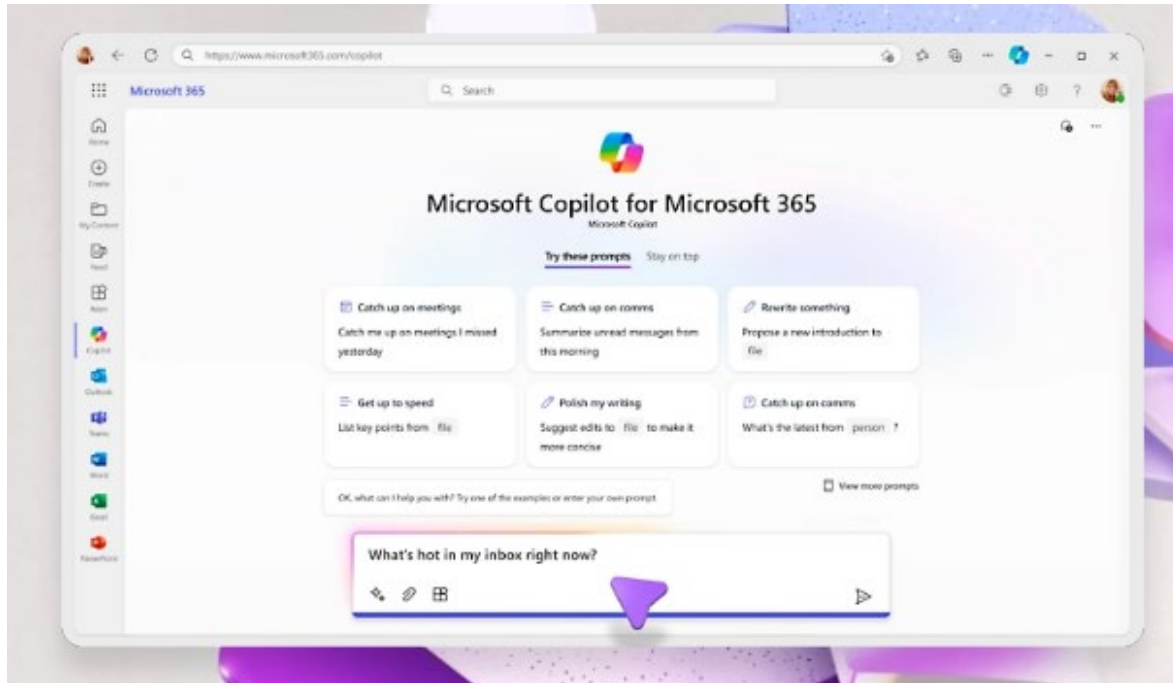 https://www.microsoft365.com/copilot
Microsoft 365
Search
?
Home
Create
My Content
Feed
Apps
Copilot
Outlook
Teams
Word
Excel
PowerPoint
Microsoft Copilot for Microsoft 365
Microsoft Copilot
Try these prompts Stay on top
Catch up on meetings
Catch me up on meetings I missed
yesterday
Catch up on comms
Summarize unread messages from
this morning
Rewrite something
Propose a new introduction to
file
Get up to speed
List key points from file
Polish my writing
Suggest edits to file to make it
more concise
Catch up on comms
What's the latest from person ?
View more prompts
OK, what can I help you with? Try one of the examples or enter your own prompt.
What's hot in my inbox right now?